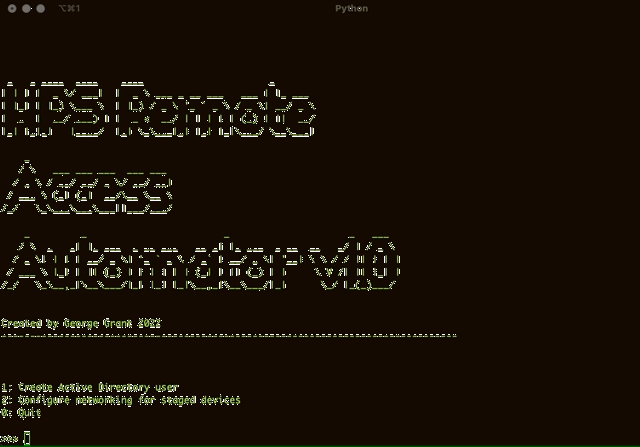 ⌥⌘1
Python
HPS Remote
Access
Automator v1.0
Created by George Grant 2022
1: Create Active Directory user
2: Configure networking for staged devices
0: Quit
>>>